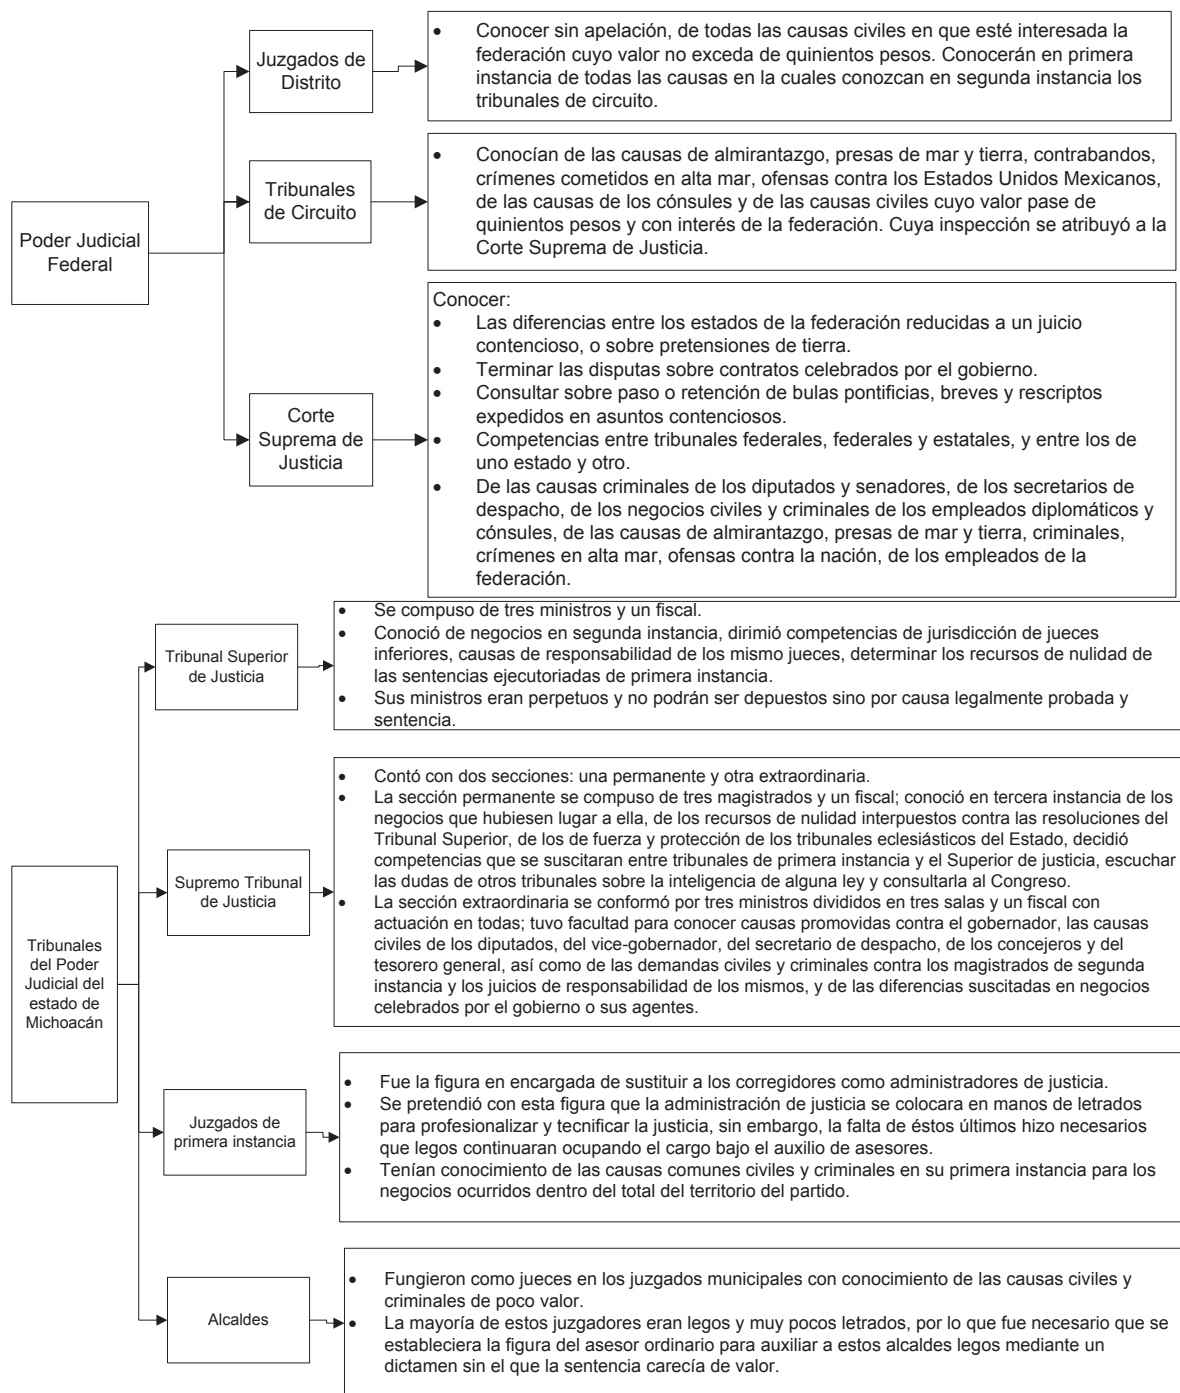 Poder Judicial
Federal
Juzgados de
Distrito
• Conocer sin apelación, de todas las causas civiles en que esté interesada la
federación cuyo valor no exceda de quinientos pesos. Conocerán en primera
instancia de todas las causas en la cuales conozcan en segunda instancia los
tribunales de circuito.
Tribunales
de Circuito
• Conocían de las causas de almirantazgo, presas de mar y tierra, contrabandos,
crímenes cometidos en alta mar, ofensas contra los Estados Unidos Mexicanos,
de las causas de los cónsules y de las causas civiles cuyo valor pase de
quinientos pesos y con interés de la federación. Cuya inspección se atribuyó a la
Corte Suprema de Justicia.
Corte
Suprema de
Justicia
Conocer:
• Las diferencias entre los estados de la federación reducidas a un juicio
contencioso, o sobre pretensiones de tierra.
• Terminar las disputas sobre contratos celebrados por el gobierno.
• Consultar sobre paso o retención de bulas pontificias, breves y rescriptos
expedidos en asuntos contenciosos.
• Competencias entre tribunales federales, federales y estatales, y entre los de
uno estado y otro.
• De las causas criminales de los diputados y senadores, de los secretarios de
despacho, de los negocios civiles y criminales de los empleados diplomáticos y
cónsules, de las causas de almirantazgo, presas de mar y tierra, criminales,
crímenes en alta mar, ofensas contra la nación, de los empleados de la
federación.
Tribunales
del Poder
Judicial del
estado de
Michoacán
Tribunal Superior
de Justicia
• Se compuso de tres ministros y un fiscal.
• Conoció de negocios en segunda instancia, dirimió competencias de jurisdicción de jueces
inferiores, causas de responsabilidad de los mismo jueces, determinar los recursos de nulidad de
las sentencias ejecutoriadas de primera instancia.
• Sus ministros eran perpetuos y no podrán ser depuestos sino por causa legalmente probada y
sentencia.
Supremo Tribunal
de Justicia
• Contó con dos secciones: una permanente y otra extraordinaria.
• La sección permanente se compuso de tres magistrados y un fiscal; conoció en tercera instancia de los
negocios que hubiesen lugar a ella, de los recursos de nulidad interpuestos contra las resoluciones del
Tribunal Superior, de los de fuerza y protección de los tribunales eclesiásticos del Estado, decidió
competencias que se suscitaran entre tribunales de primera instancia y el Superior de justicia, escuchar
las dudas de otros tribunales sobre la inteligencia de alguna ley y consultarla al Congreso.
• La sección extraordinaria se conformó por tres ministros divididos en tres salas y un fiscal con
actuación en todas; tuvo facultad para conocer causas promovidas contra el gobernador, las causas
civiles de los diputados, del vice-gobernador, del secretario de despacho, de los concejeros y del
tesorero general, así como de las demandas civiles y criminales contra los magistrados de segunda
instancia y los juicios de responsabilidad de los mismos, y de las diferencias suscitadas en negocios
celebrados por el gobierno o sus agentes.
Juzgados de
primera instancia
• Fue la figura en encargada de sustituir a los corregidores como administradores de justicia.
• Se pretendió con esta figura que la administración de justicia se colocara en manos de letrados
para profesionalizar y tecnificar la justicia, sin embargo, la falta de éstos últimos hizo necesarios
que legos continuaran ocupando el cargo bajo el auxilio de asesores.
• Tenían conocimiento de las causas comunes civiles y criminales en su primera instancia para los
negocios ocurridos dentro del total del territorio del partido.
Alcaldes
• Fungieron como jueces en los juzgados municipales con conocimiento de las causas civiles y
criminales de poco valor.
• La mayoría de estos juzgadores eran legos y muy pocos letrados, por lo que fue necesario que se
estableciera la figura del asesor ordinario para auxiliar a estos alcaldes legos mediante un
dictamen sin el que la sentencia carecía de valor.